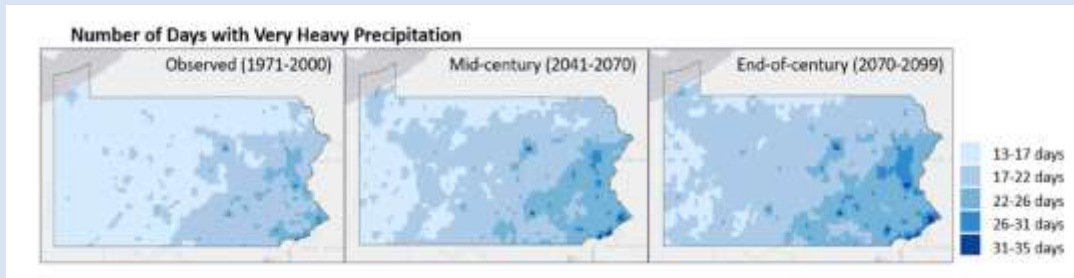 Number of Days with Very Heavy Precipitation
Observed (1971-2000)
Mid-century (2041-2070)
End-of-century (2070-2099)
13-17 days
17-22 days
22-26 days
26-31 days
31-35 days